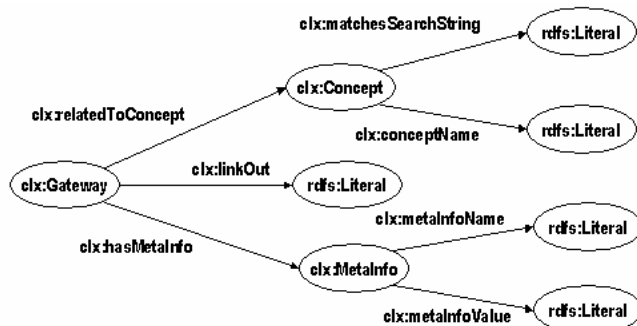 clx:matchesSearchString
rdfs:Literal
clx:Concept
clx:relatedToConcept
rdfs:Literal
clx:conceptName
clx:linkOut
clx:Gateway
rdfs:Literal
clx:metaInfoName
rdfs:Literal
clx:hasMetaInfo
clx:MetaInfo
clx:metaInfoValue
rdfs:Literal